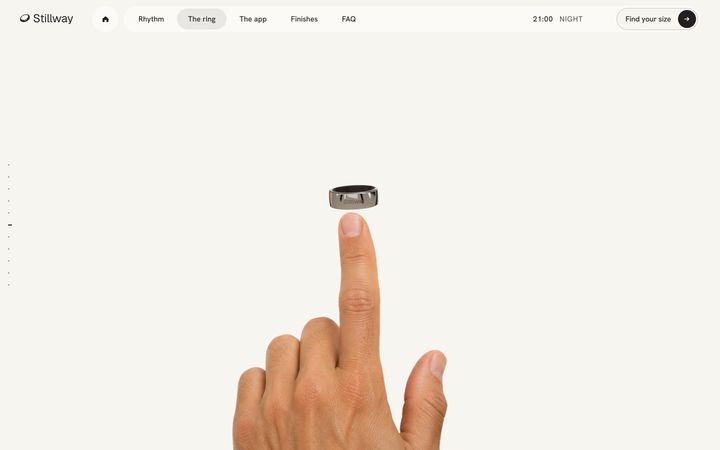 Stillway
Rhythm
The ring
The app
Finishes
FAQ
21:00 NIGHT
Find your size